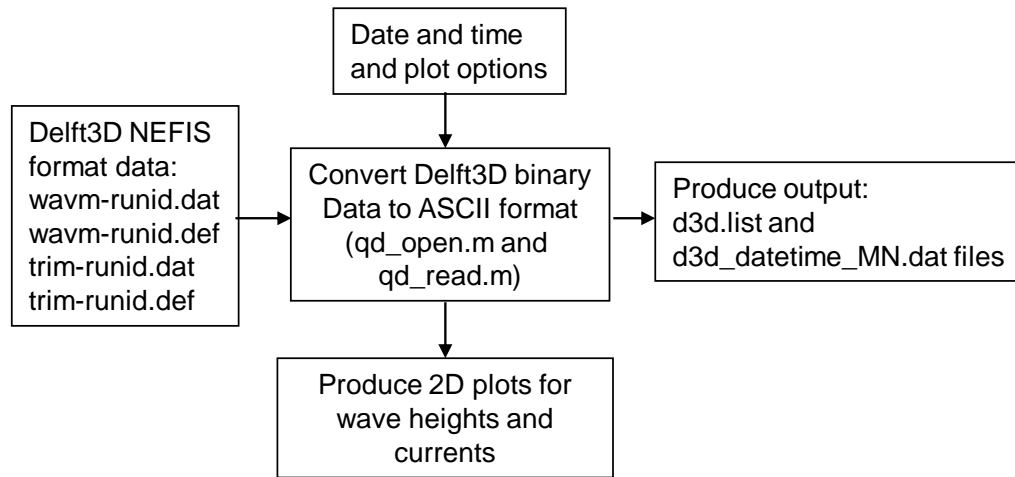 Date and time
and plot options
Delft3D NEFIS
format data:
wavm-runid.dat
wavm-runid.def
trim-runid.dat
trim-runid.def
Convert Delft3D binary
Data to ASCII format
(qd_open.m and
qd_read.m)
Produce output:
d3d.list and
d3d_datetime_MN.dat files
Produce 2D plots for
wave heights and
currents